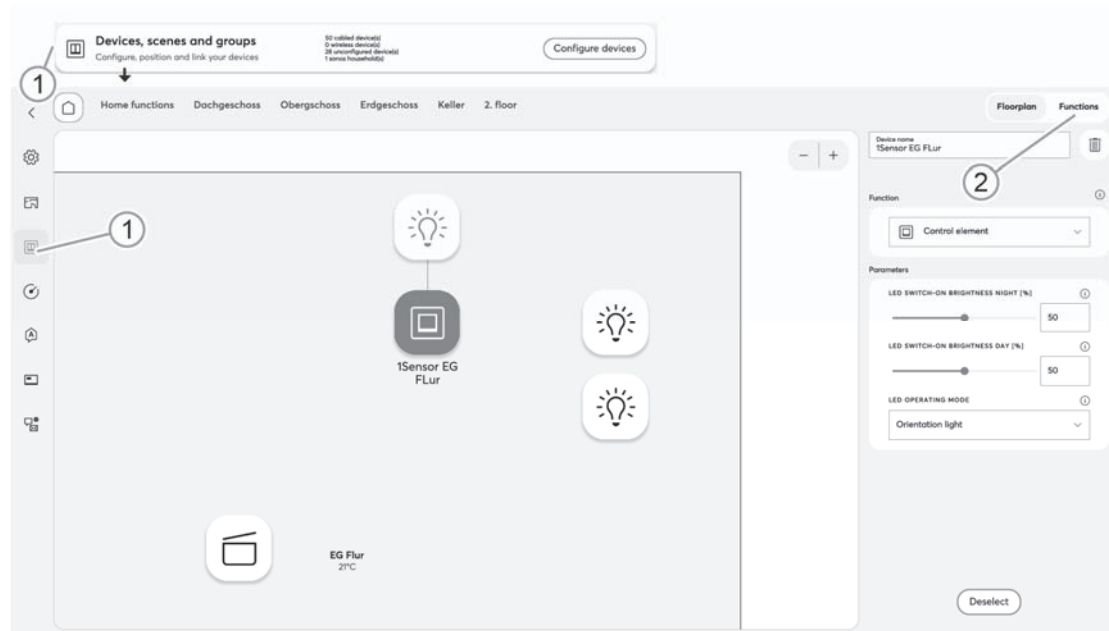 Devices, scenes and groups
Configure, position and link your devices
50 cabled device(s)
0 wireless device(s)
28 unconfigured device(s)
1 sonos household(s)
Configure devices
1
Home functions Dachgeschoss Obergschoss Erdgeschoss Keller 2. floor
Floorplan Functions
Device name
1Sensor EG FLur
− +
2
Function
Control element
1
Parameters
LED SWITCH-ON BRIGHTNESS NIGHT [%]
50
LED SWITCH-ON BRIGHTNESS DAY [%]
50
LED OPERATING MODE
Orientation light
1Sensor EG
FLur
EG Flur
21°C
Deselect